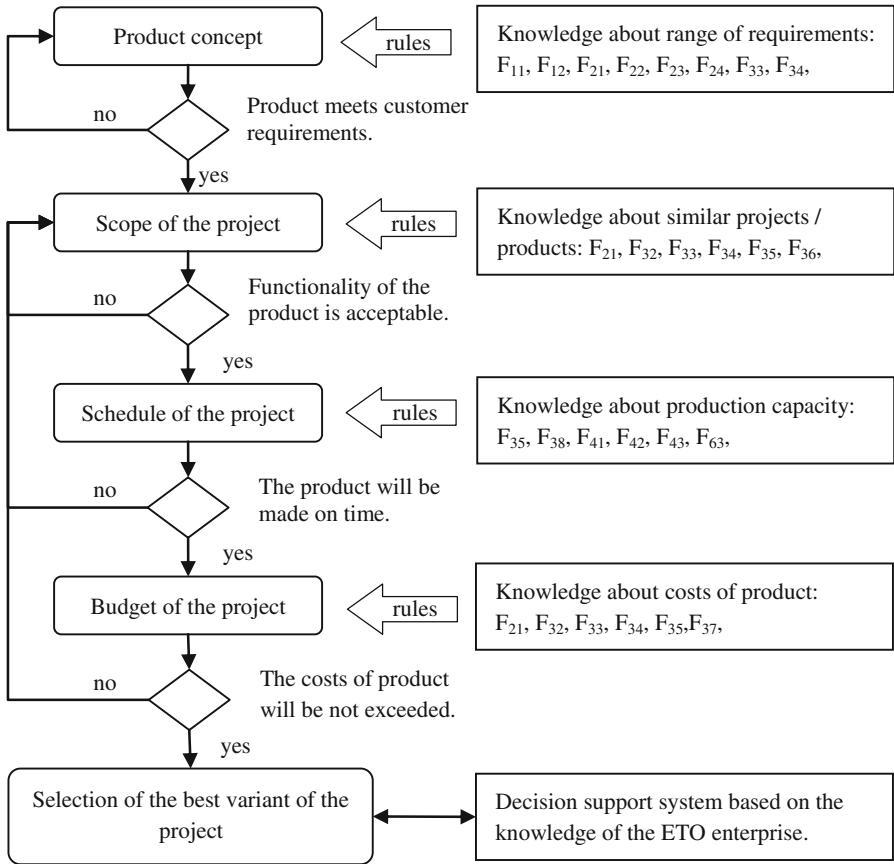 Product concept
rules
Knowledge about range of requirements:
F₁₁, F₁₂, F₂₁, F₂₂, F₂₃, F₂₄, F₃₃, F₃₄,
no
Product meets customer
requirements.
yes
Scope of the project
rules
Knowledge about similar projects /
products: F₂₁, F₃₂, F₃₃, F₃₄, F₃₅, F₃₆,
no
Functionality of the
product is acceptable.
yes
Schedule of the project
rules
Knowledge about production capacity:
F₃₅, F₃₈, F₄₁, F₄₂, F₄₃, F₆₃,
no
The product will be
made on time.
yes
Budget of the project
rules
Knowledge about costs of product:
F₂₁, F₃₂, F₃₃, F₃₄, F₃₅,F₃₇,
no
The costs of product
will be not exceeded.
yes
Selection of the best variant of the
project
Decision support system based on the
knowledge of the ETO enterprise.